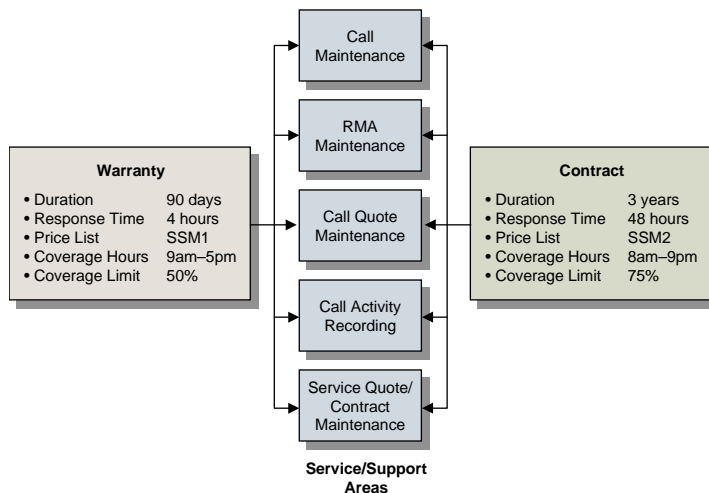 Call
Maintenance
RMA
Maintenance
Call Quote
Maintenance
Call Activity
Recording
Service Quote/
Contract
Maintenance
Service/Support
Areas
Warranty
• Duration 90 days
• Response Time 4 hours
• Price List SSM1
• Coverage Hours 9am–5pm
• Coverage Limit 50%
Contract
• Duration 3 years
• Response Time 48 hours
• Price List SSM2
• Coverage Hours 8am–9pm
• Coverage Limit 75%